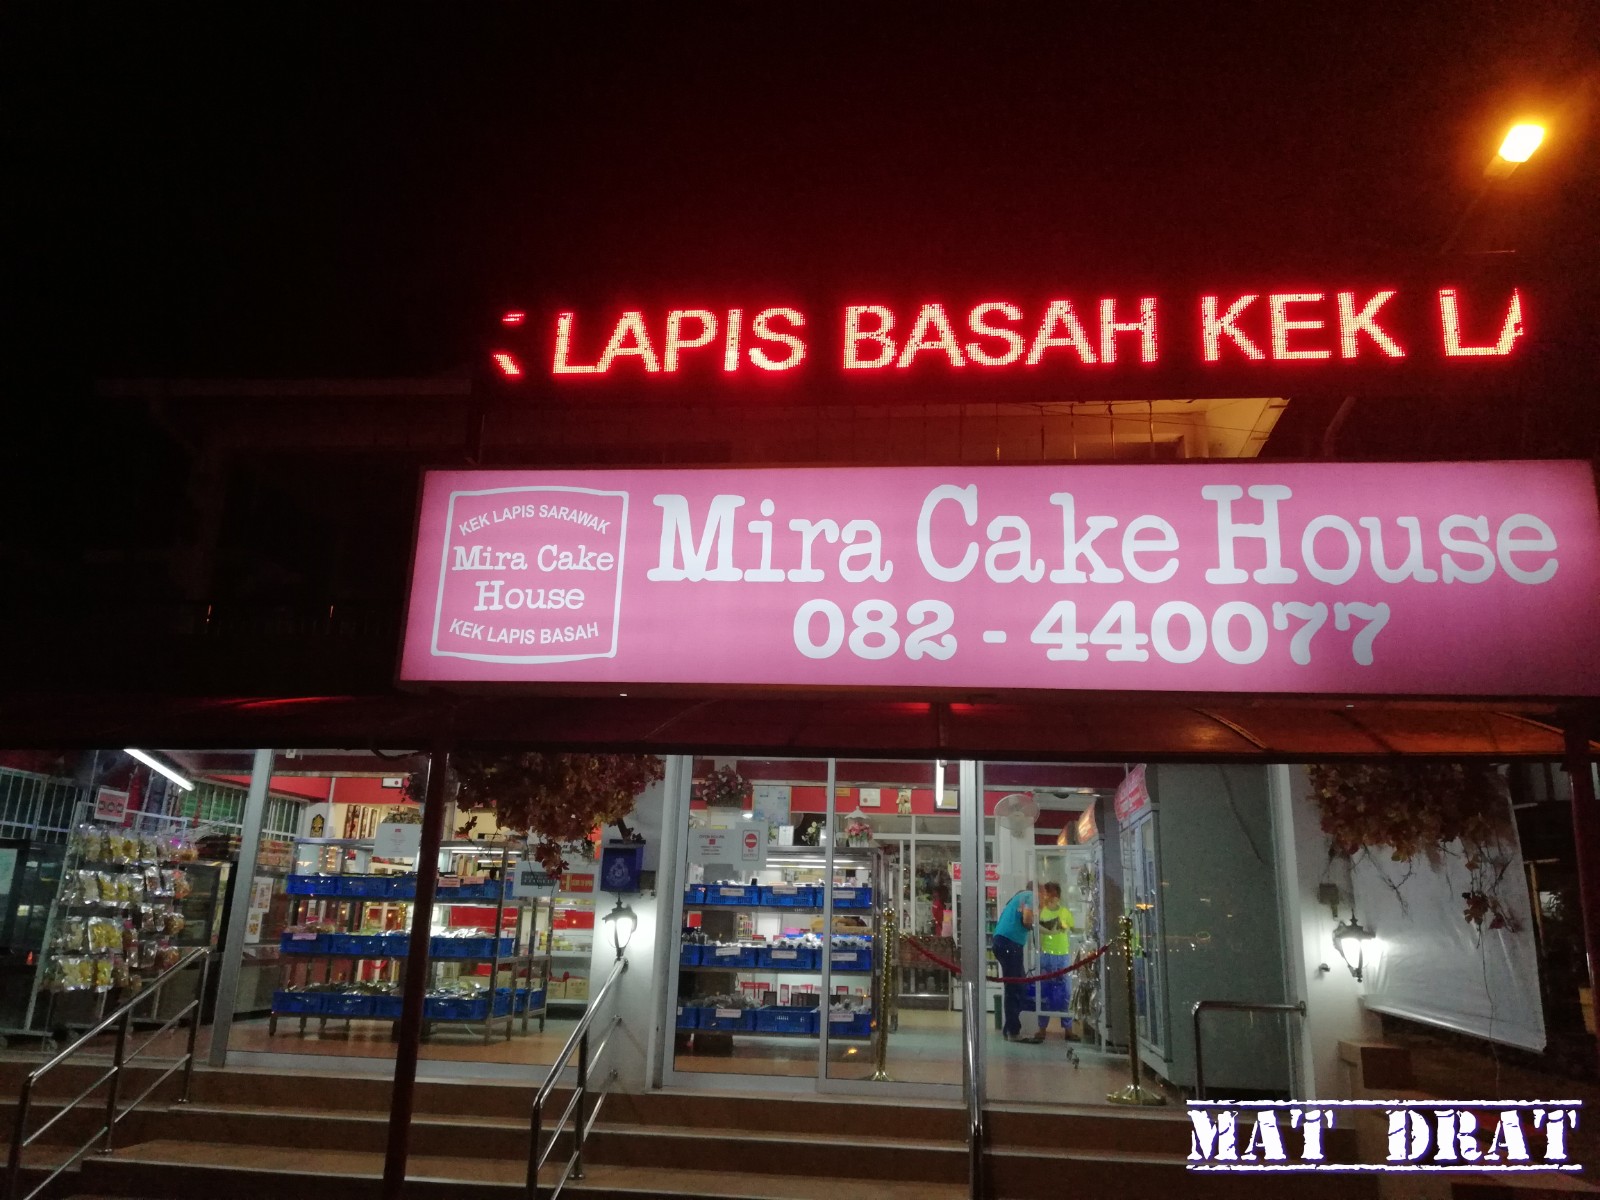 LAPIS BASAH KEK
KEK LAPIS SARAWAK
Mira Cake
House
KEK LAPIS BASAH
Mira Cake House
082 - 440077
MAT DRAT